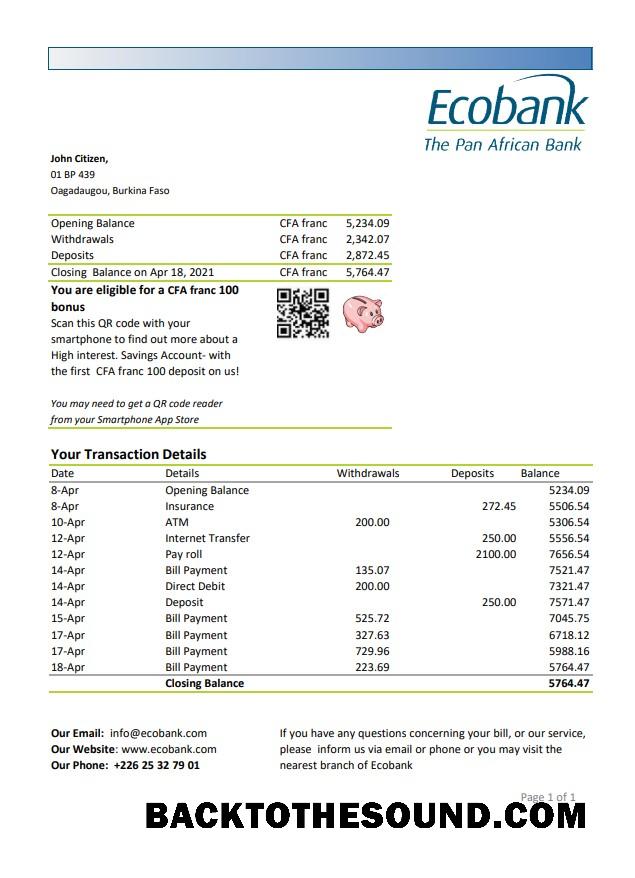 Ecobank
The Pan African Bank
John Citizen,
01 BP 439
Oagadaugou, Burkina Faso
Opening Balance CFA franc 5,234.09
Withdrawals CFA franc 2,342.07
Deposits CFA franc 2,872.45
Closing Balance on Apr 18, 2021 CFA franc 5,764.47
You are eligible for a CFA franc 100
bonus
Scan this QR code with your
smartphone to find out more about a
High interest. Savings Account- with
the first CFA franc 100 deposit on us!
You may need to get a QR code reader
from your Smartphone App Store
Your Transaction Details
Date Details Withdrawals Deposits Balance
8-Apr Opening Balance 5234.09
8-Apr Insurance 272.45 5506.54
10-Apr ATM 200.00 5306.54
12-Apr Internet Transfer 250.00 5556.54
12-Apr Pay roll 2100.00 7656.54
14-Apr Bill Payment 135.07 7521.47
14-Apr Direct Debit 200.00 7321.47
14-Apr Deposit 250.00 7571.47
15-Apr Bill Payment 525.72 7045.75
17-Apr Bill Payment 327.63 6718.12
17-Apr Bill Payment 729.96 5988.16
18-Apr Bill Payment 223.69 5764.47
Closing Balance 5764.47
Our Email: info@ecobank.com
Our Website: www.ecobank.com
Our Phone: +226 25 32 79 01
If you have any questions concerning your bill, or our service,
please inform us via email or phone or you may visit the
nearest branch of Ecobank
Page 1 of 1
BACKTOTHESOUND.COM